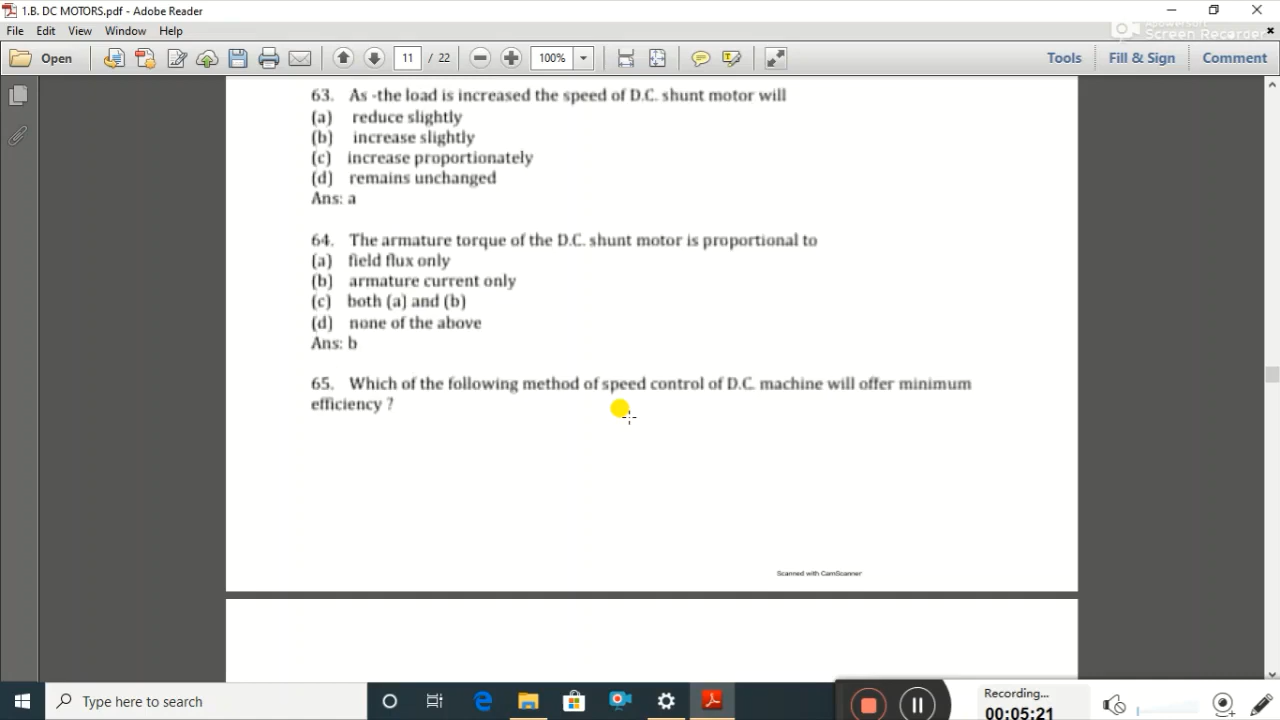 1.B. DC MOTORS.pdf - Adobe Reader
File Edit View Window Help
Screen Recorder
Open 11 / 22 100% Tools Fill & Sign Comment
63. As -the load is increased the speed of D.C. shunt motor will
(a) reduce slightly
(b) increase slightly
(c) increase proportionately
(d) remains unchanged
Ans: a
64. The armature torque of the D.C. shunt motor is proportional to
(a) field flux only
(b) armature current only
(c) both (a) and (b)
(d) none of the above
Ans: b
65. Which of the following method of speed control of D.C. machine will offer minimum
efficiency ?
Scanned with CamScanner
Type here to search
Recording...
00:05:21